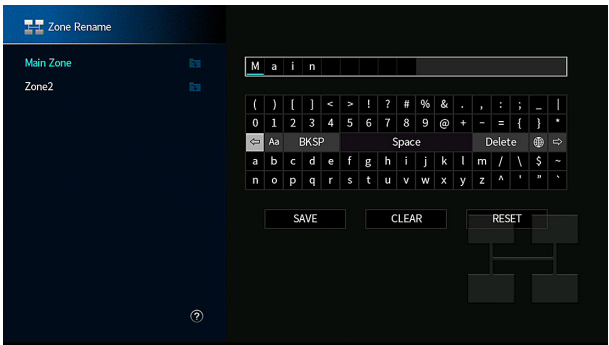 Zone Rename
Main Zone
Zone2
Main
( ) [ ] < > ! ? # % & . , : ; _ |
0 1 2 3 4 5 6 7 8 9 @ + - = { } *
⇦ Aa BKSP Space Delete ⇨
a b c d e f g h i j k l m / \ $ ~
n o p q r s t u v w x y z ^ ' " `
SAVE CLEAR RESET
?